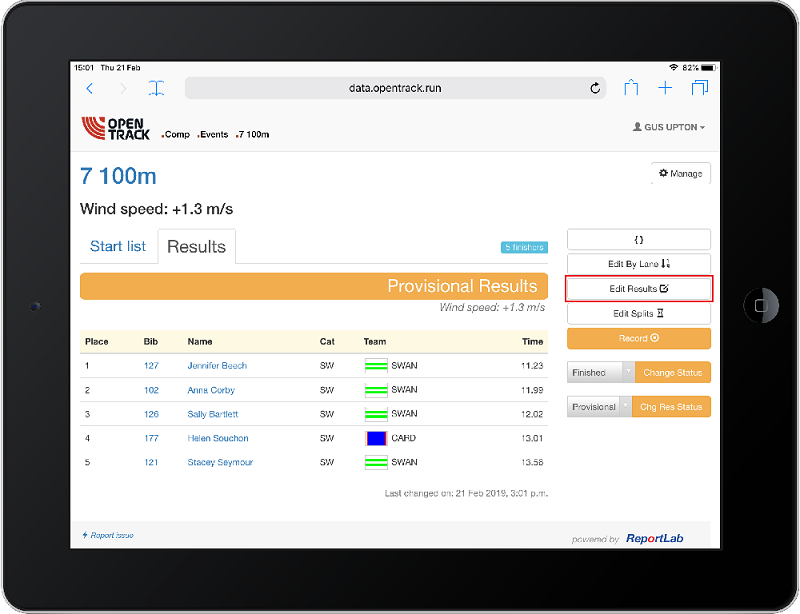 15:01 Thu 21 Feb 82%
data.opentrack.run
OPEN TRACK Comp Events 7 100m GUS UPTON
7 100m Manage
Wind speed: +1.3 m/s
Start list Results 5 finishers
{}
Edit By Lane
Provisional Results Edit Results
Wind speed: +1.3 m/s Edit Splits
Place Bib Name Cat Team Time
Record
1 127 Jennifer Beech SW SWAN 11.23
Finished Change Status
2 102 Anna Corby SW SWAN 11.99
3 126 Sally Bartlett SW SWAN 12.02
Provisional Chg Res Status
4 177 Helen Souchon SW CARD 13.01
5 121 Stacey Seymour SW SWAN 13.56
Last changed on: 21 Feb 2019, 3:01 p.m.
Report issue powered by ReportLab